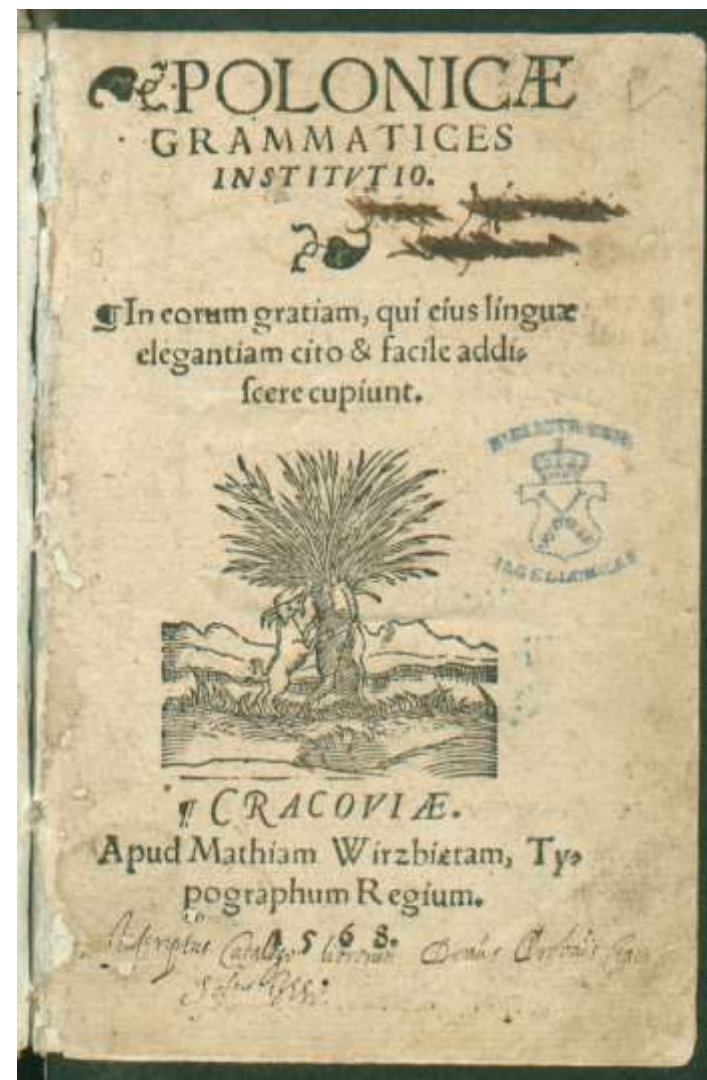 POLONICÆ
GRAMMATICES
INSTITVTIO.
¶In eorum gratiam, qui eius linguæ
elegantiam cito & facile addi⸗
scere cupiunt.
¶ CRACOVIÆ.
Apud Mathiam Wirzbiętam, Ty⸗
pographum Regium.
1568.